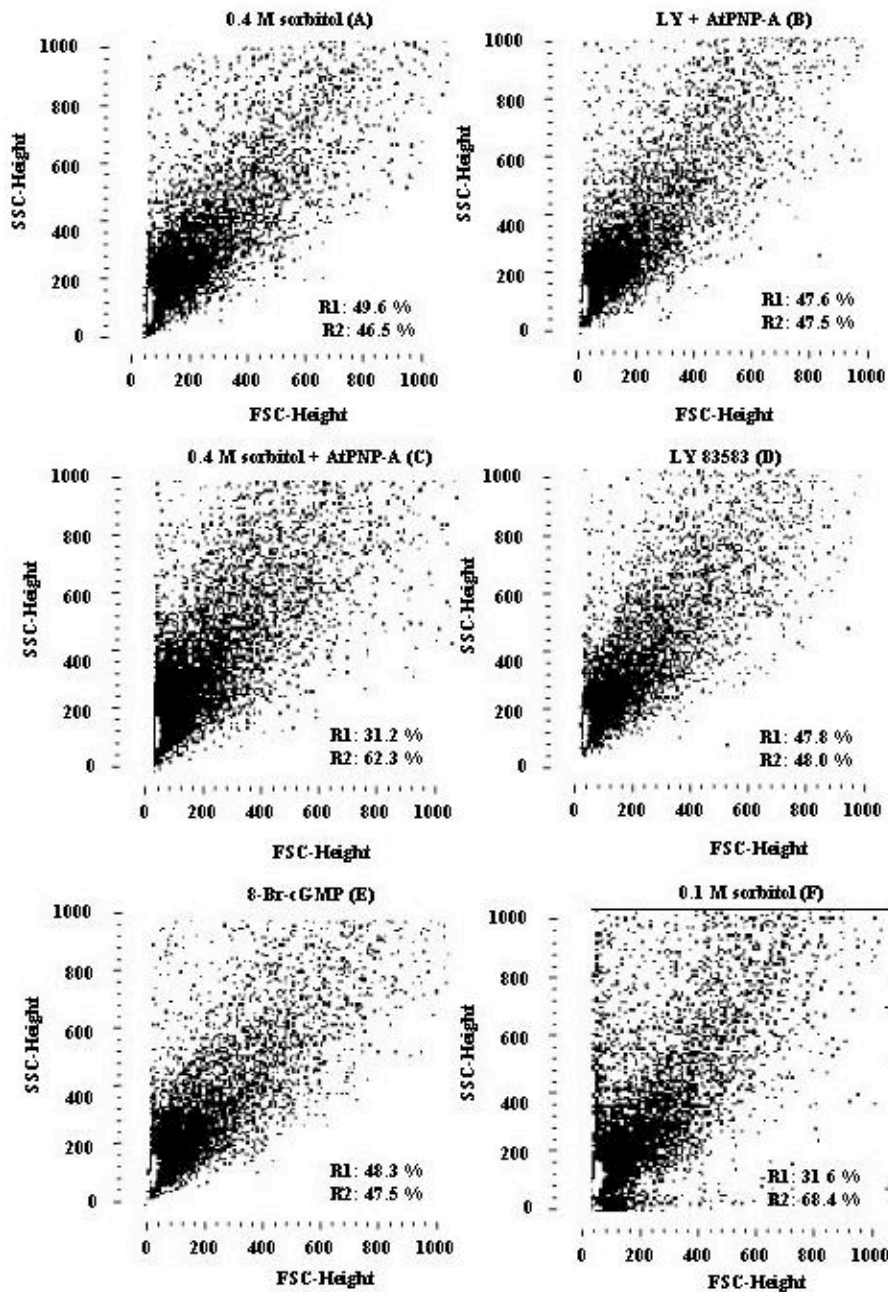 0.4 M sorbitol (A)
1000
800
600
400
200
0
SSC-Height
R1: 49.6 %
R2: 46.5 %
0 200 400 600 800 1000
FSC-Height
LY + AtPNP-A (B)
1000
800
600
400
200
0
SSC-Height
R1: 47.6 %
R2: 47.5 %
0 200 400 600 800 1000
FSC-Height
0.4 M sorbitol + AtPNP-A (C)
1000
800
600
400
200
0
SSC-Height
R1: 31.2 %
R2: 62.3 %
0 200 400 600 800 1000
FSC-Height
LY 83583 (D)
1000
800
600
400
200
0
SSC-Height
R1: 47.8 %
R2: 48.0 %
0 200 400 600 800 1000
FSC-Height
8-Br-cGMP (E)
1000
800
600
400
200
0
SSC-Height
R1: 48.3 %
R2: 47.5 %
0 200 400 600 800 1000
FSC-Height
0.1 M sorbitol (F)
1000
800
600
400
200
0
SSC-Height
R1: 31 6 %
R2: 68.4 %
0 200 400 600 800 1000
FSC-Height